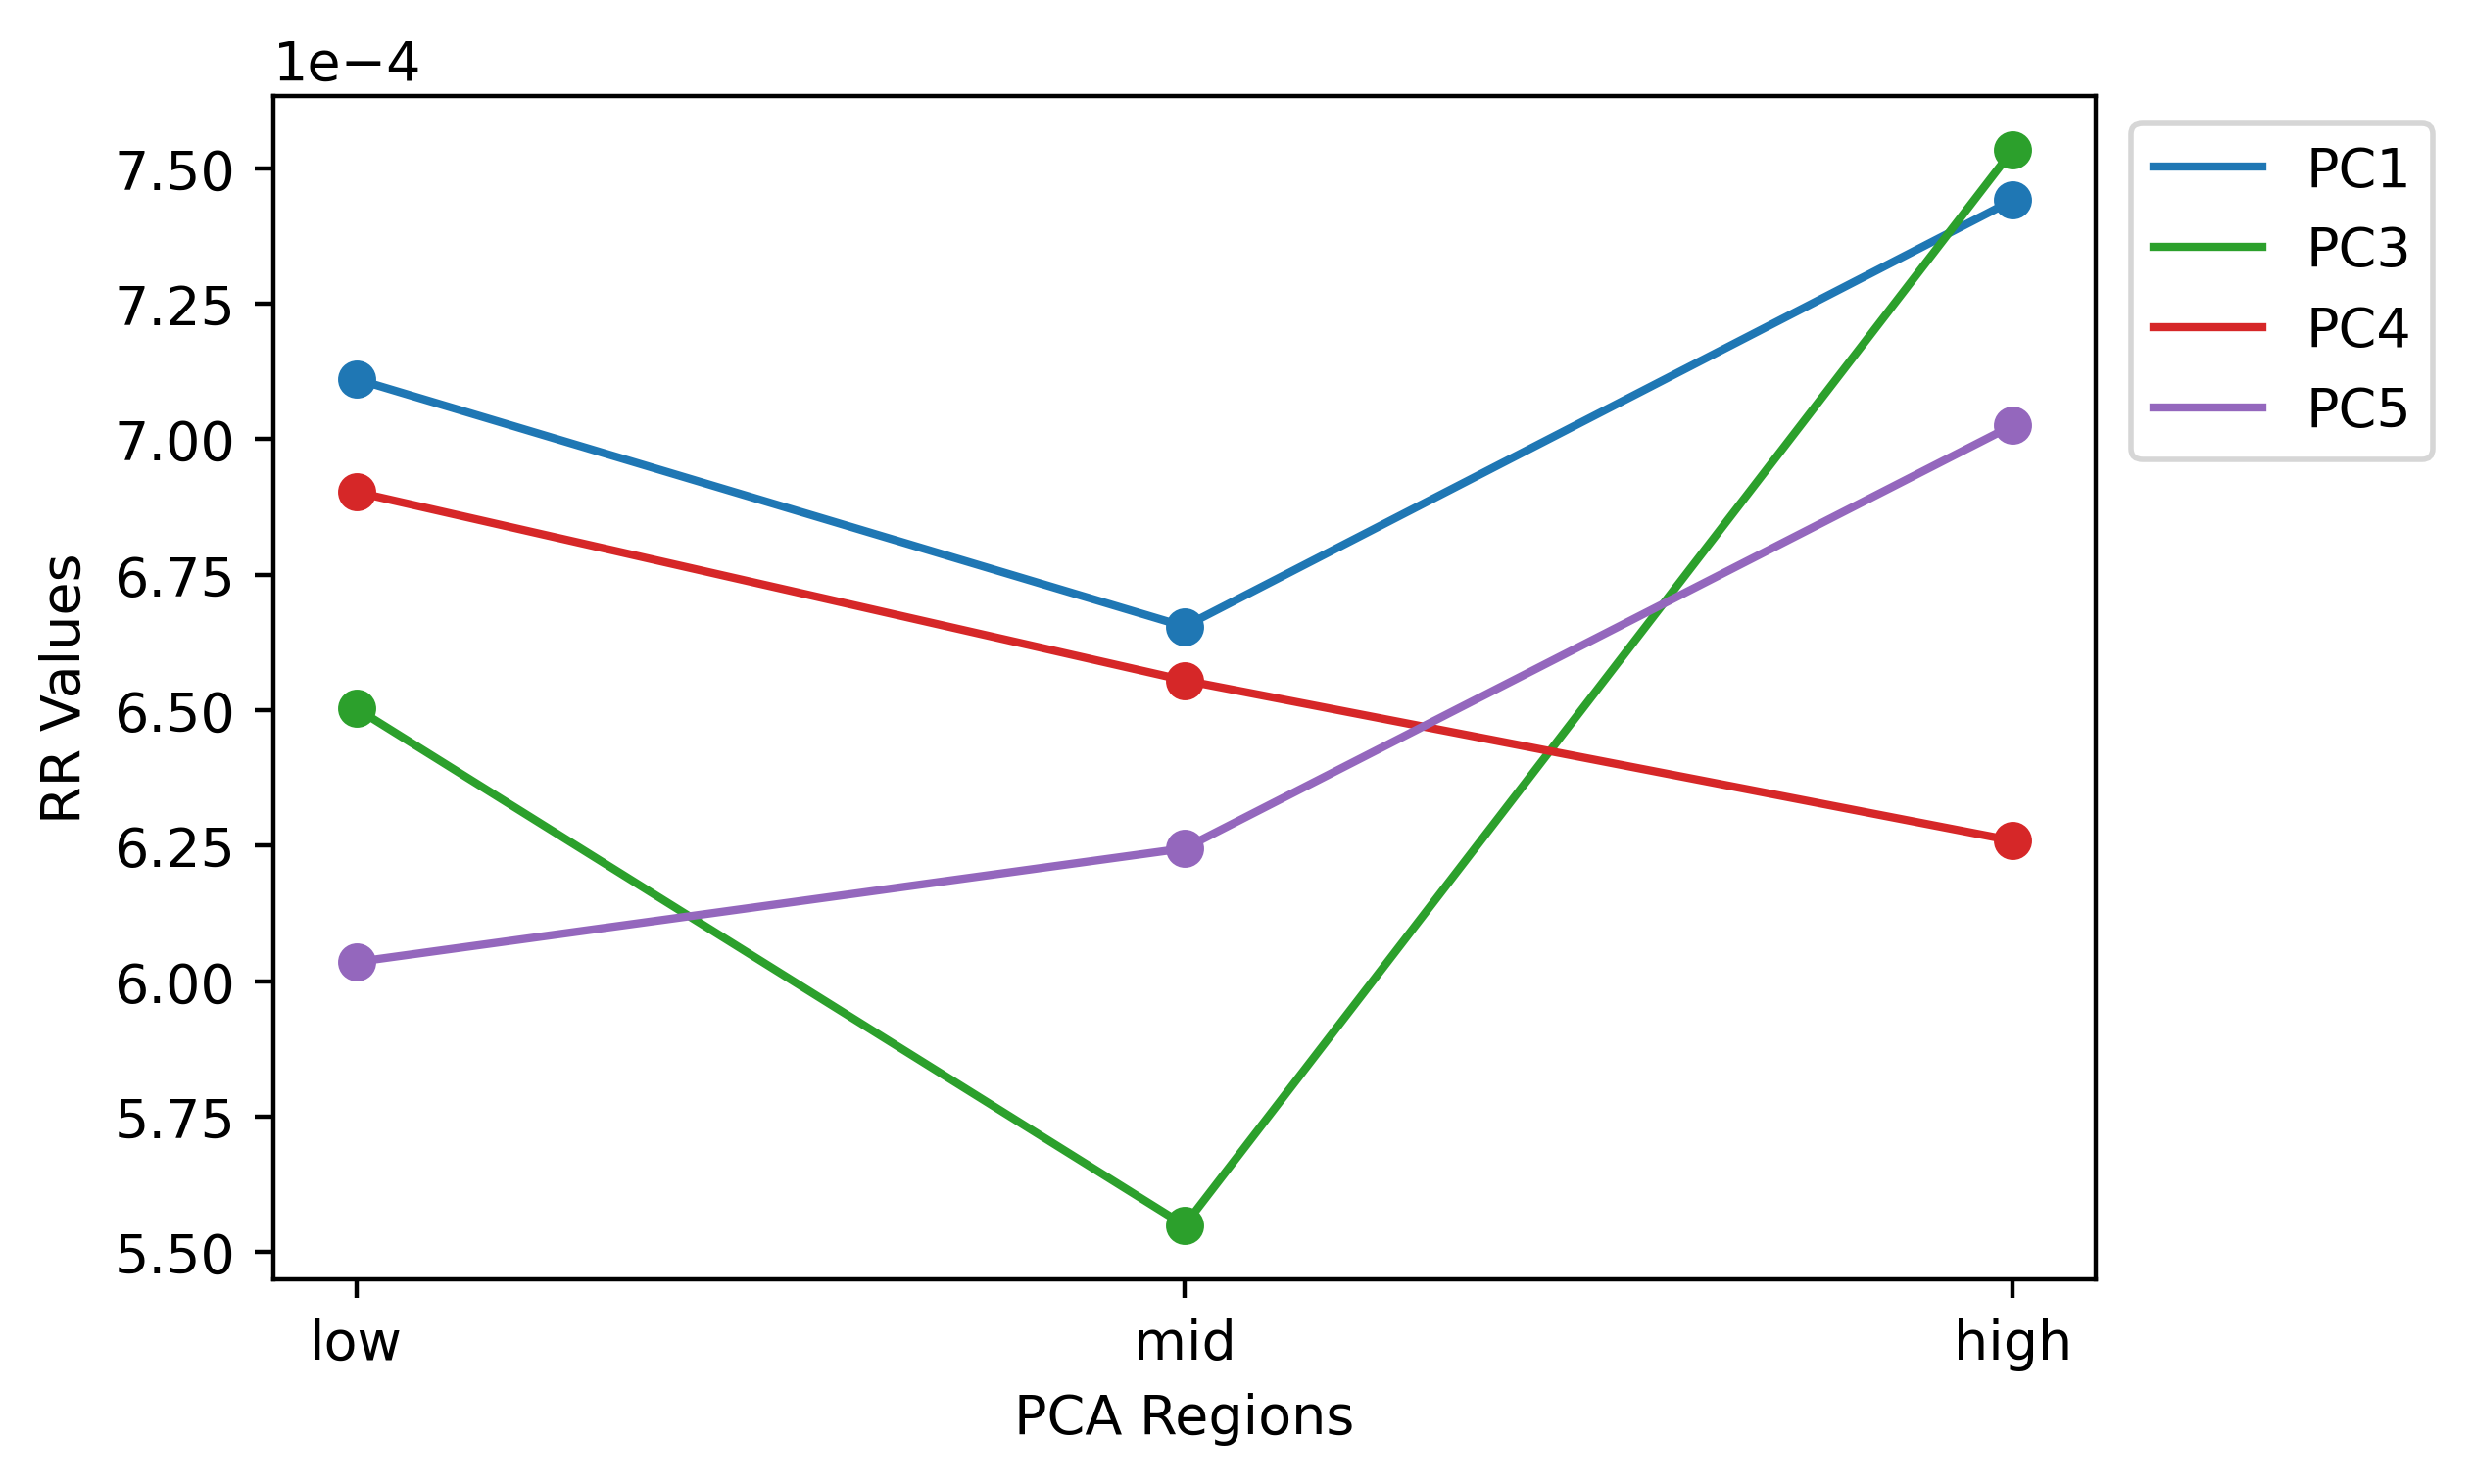 1e−4
7.50
7.25
7.00
6.75
6.50
6.25
6.00
5.75
5.50
RR Values
low
mid
high
PCA Regions
PC1
PC3
PC4
PC5